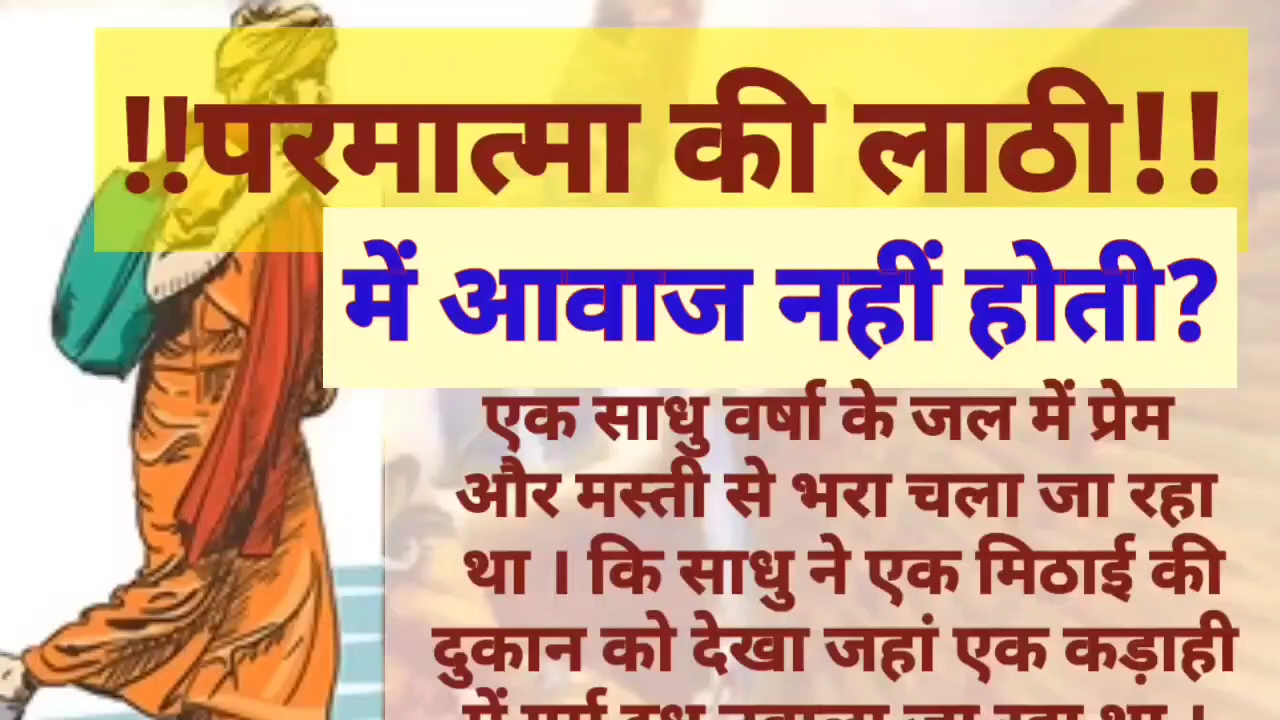 !!परमात्मा की लाठी!!
में आवाज नहीं होती?
एक साधु वर्षा के जल में प्रेम
और मस्ती से भरा चला जा रहा
था । कि साधु ने एक मिठाई की
दुकान को देखा जहां एक कड़ाही